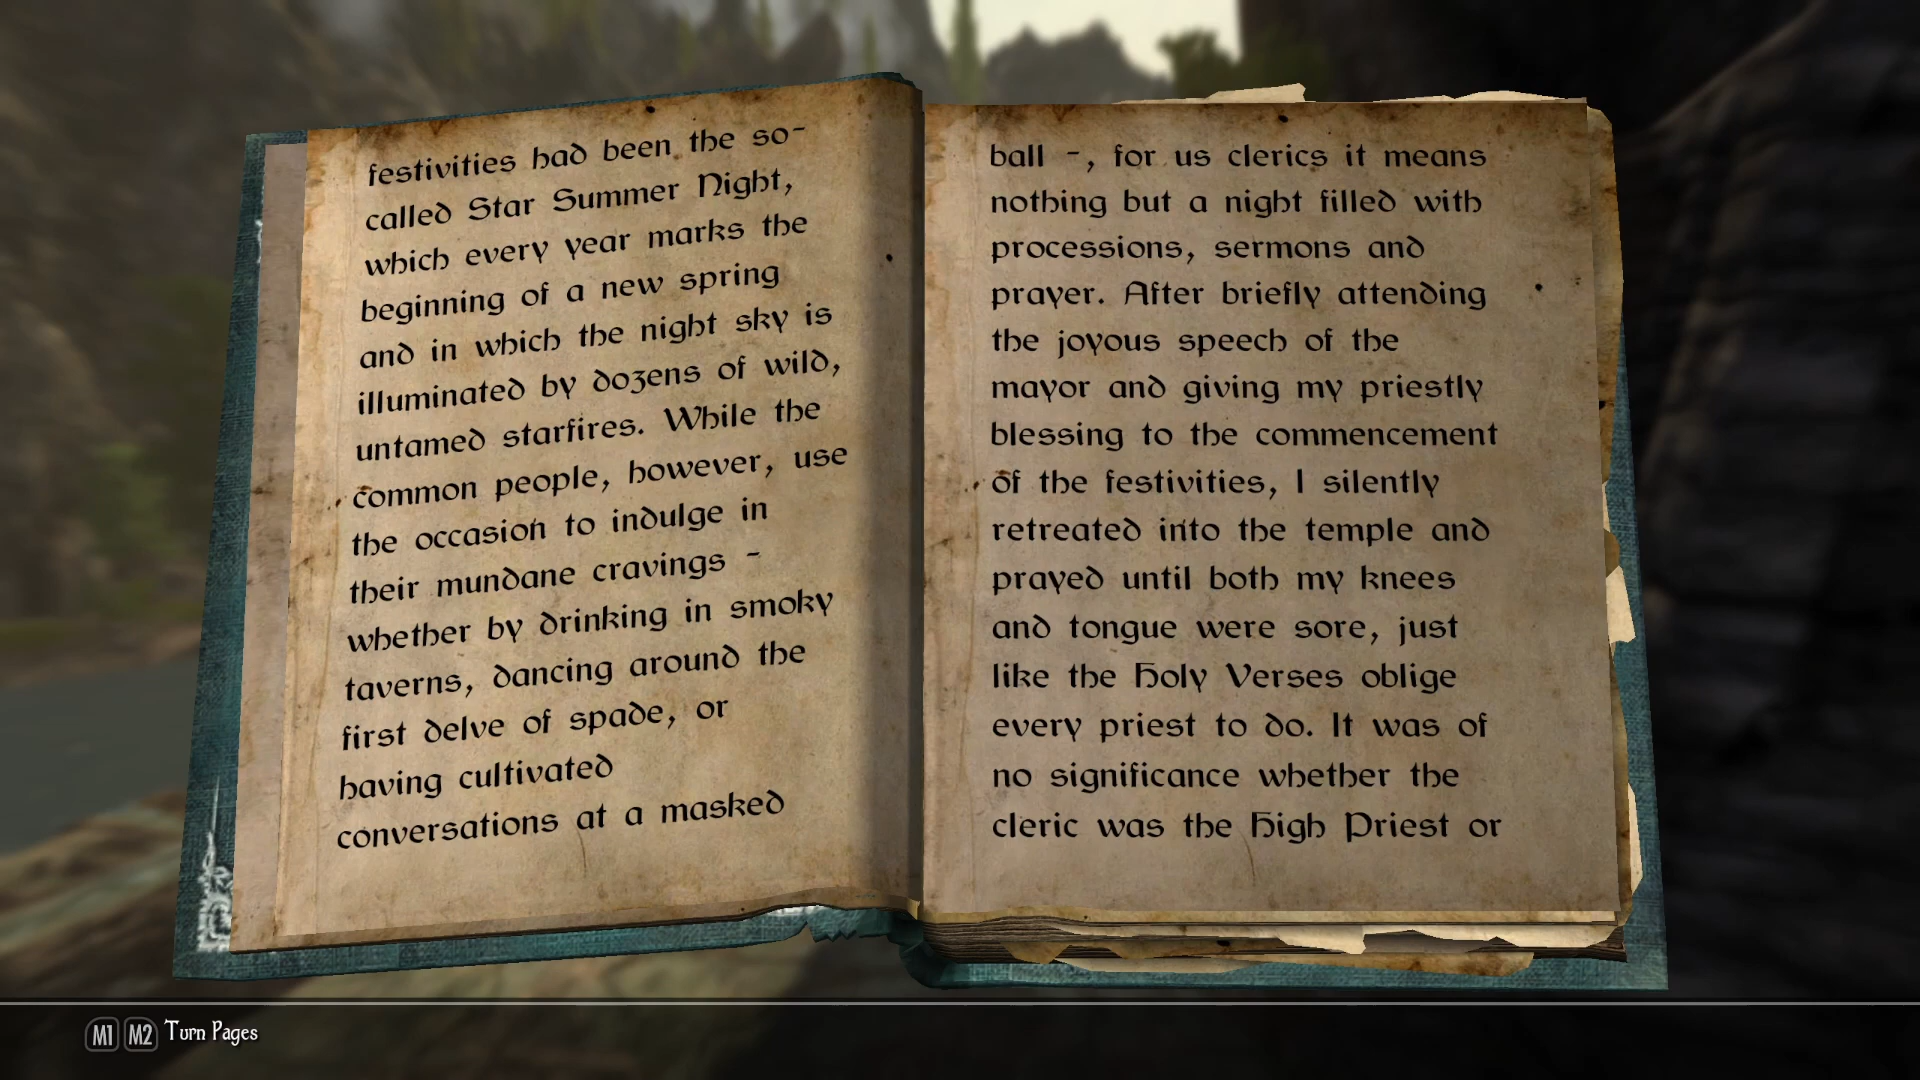 festivities had been the so-
called Star Summer Night,
which every year marks the
beginning of a new spring
and in which the night sky is
illuminated by dozens of wild,
untamed starfires. While the
common people, however, use
the occasion to indulge in
their mundane cravings -
whether by drinking in smoky
taverns, dancing around the
first delve of spade, or
having cultivated
conversations at a masked
ball -, for us clerics it means
nothing but a night filled with
processions, sermons and
prayer. After briefly attending
the joyous speech of the
mayor and giving my priestly
blessing to the commencement
of the festivities, I silently
retreated into the temple and
prayed until both my knees
and tongue were sore, just
like the Holy Verses oblige
every priest to do. It was of
no significance whether the
cleric was the High Priest or
M1 M2 Turn Pages